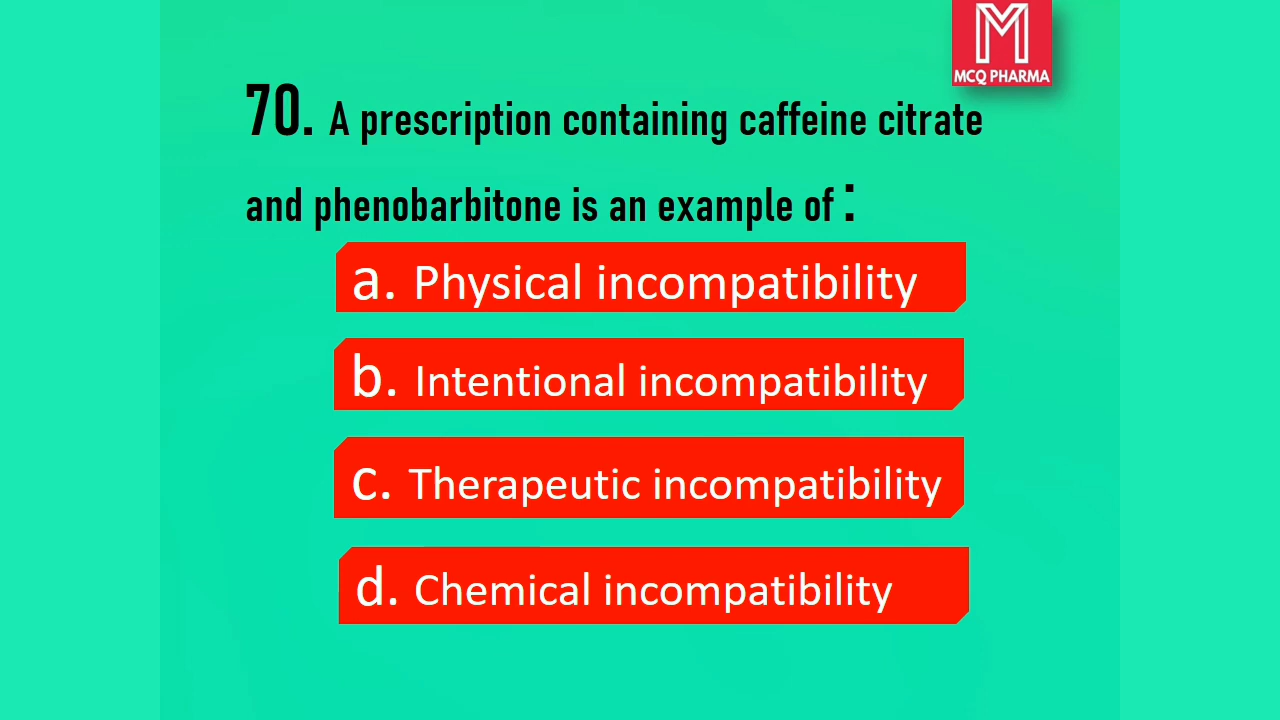 MCQ PHARMA
70. A prescription containing caffeine citrate
and phenobarbitone is an example of :
a. Physical incompatibility
b. Intentional incompatibility
c. Therapeutic incompatibility
d. Chemical incompatibility